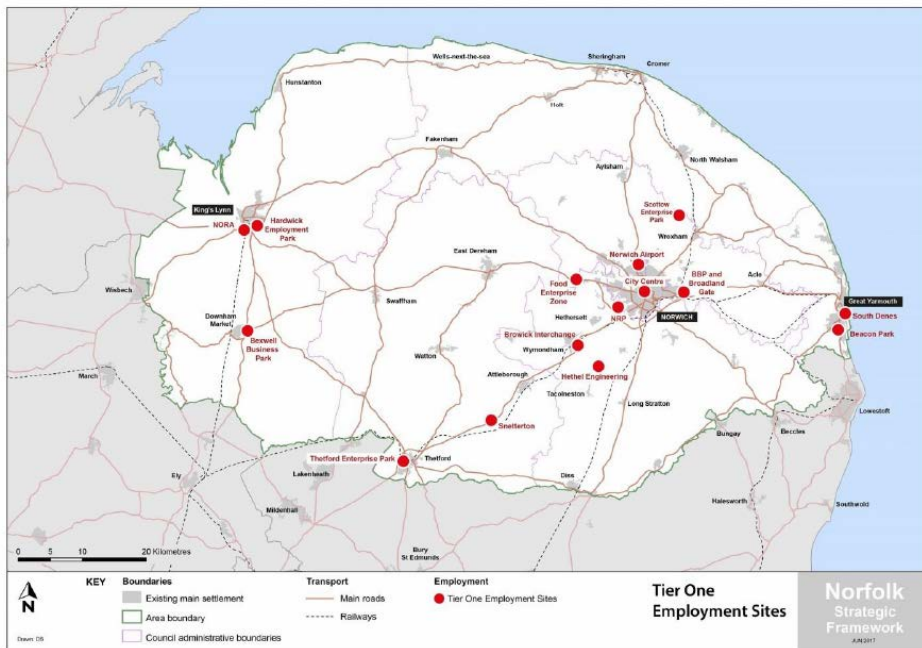 Wells-next-the-sea
Sheringham
Cromer
Hunstanton
Holt
Fakenham
North Walsham
Aylsham
King's Lynn
NORA
Hardwick
Employment
Park
Scottow
Enterprise
Park
Wroxham
East Dereham
Norwich Airport
City Centre
BBP and
Broadland
Gate
Acle
Food
Enterprise
Zone
Wisbech
Swaffham
Great Yarmouth
South Denes
Beacon Park
Hethersett
NRP
NORWICH
Downham
Market
Bexwell
Business
Park
Browick Interchange
Wymondham
Watton
Attleborough
Hethel Engineering
Tacolneston
March
Long Stratton
Lowestoft
Snetterton
Bungay
Beccles
Thetford Enterprise Park
Thetford
Ely
Lakenheath
Diss
Mildenhall
Halesworth
Southwold
Bury
St Edmunds
0 5 10 20 Kilometres
N
Drawn: DB
KEY
Boundaries
Existing main settlement
Area boundary
Council administrative boundaries
Transport
Main roads
Railways
Employment
Tier One Employment Sites
Tier One
Employment Sites
Norfolk
Strategic
Framework
JUN 2017